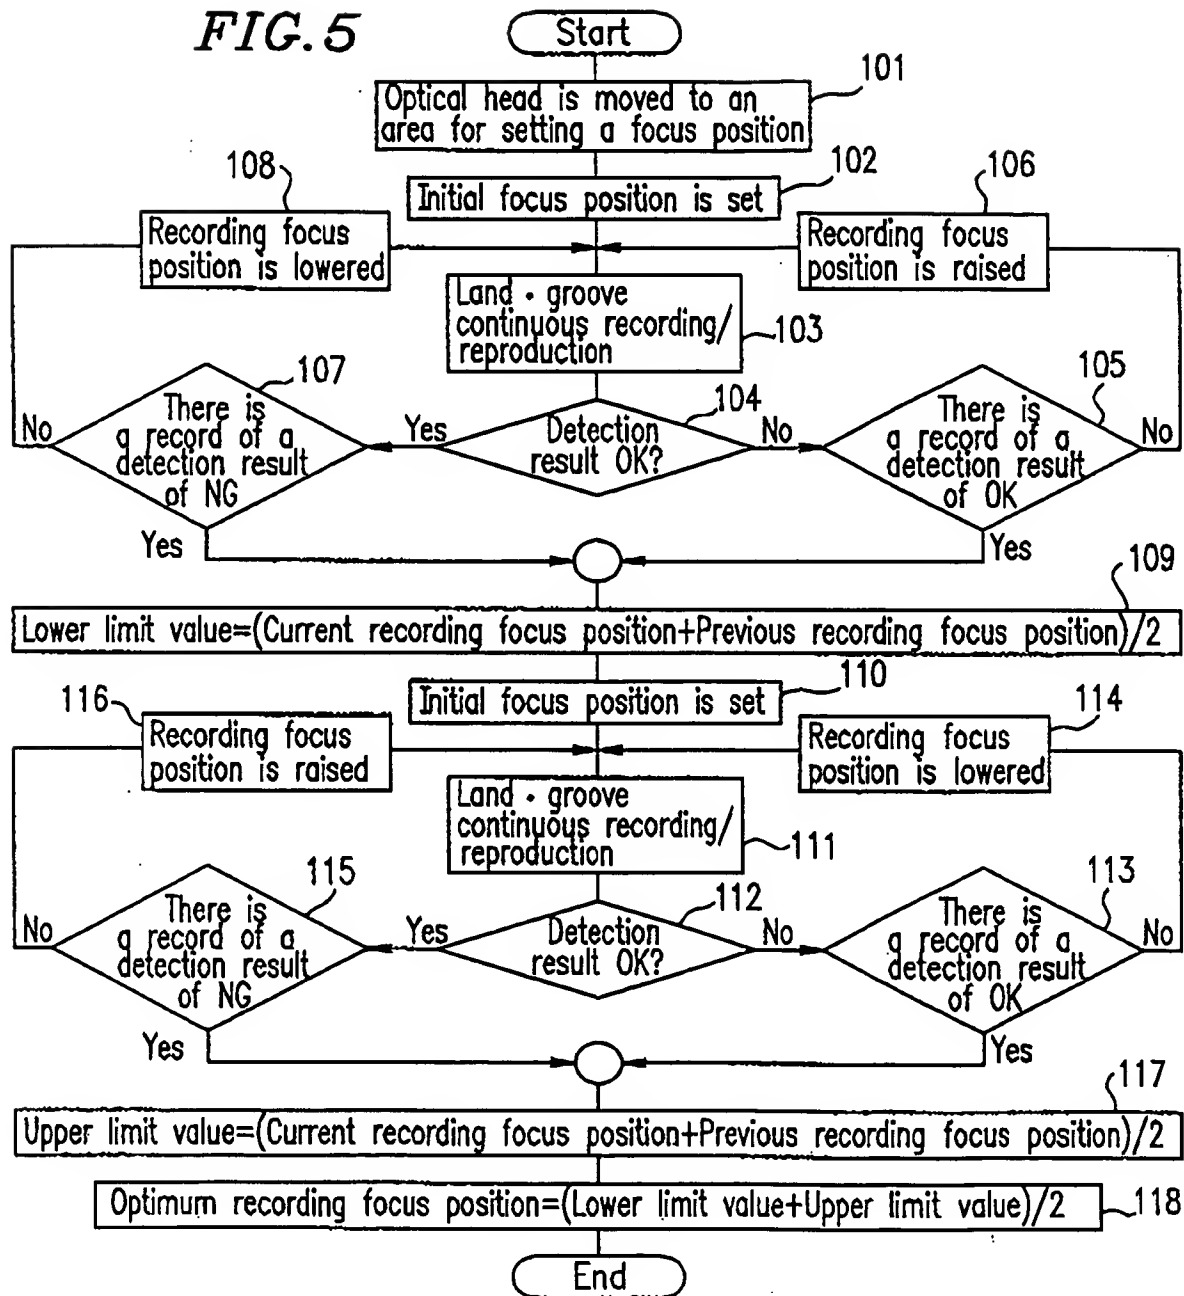 FIG.5
Start
101
Optical head is moved to an
area for setting a focus position
108
102
106
Initial focus position is set
Recording focus
position is lowered
Recording focus
position is raised
Land · groove
continuous recording/
reproduction
103
107
104
105
There is
a record of a
detection result
of NG
No
Yes
Detection
result OK?
No
There is
a record of a
detection result
of OK
No
Yes
Yes
109
Lower limit value=(Current recording focus position+Previous recording focus position)/2
110
116
Initial focus position is set
114
Recording focus
position is raised
Recording focus
position is lowered
Land · groove
continuous recording/
reproduction
111
115
112
113
There is
a record of a
detection result
of NG
No
Yes
Detection
result OK?
No
There is
a record of a
detection result
of OK
No
Yes
Yes
117
Upper limit value=(Current recording focus position+Previous recording focus position)/2
Optimum recording focus position=(Lower limit value+Upper limit value)/2
118
End